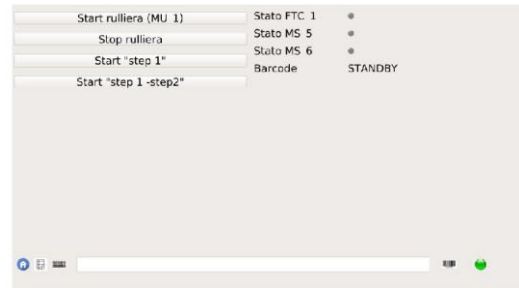 Start rulliera (MU 1)
Stop rulliera
Start "step 1"
Start "step 1 -step2"
Stato FTC 1
Stato MS 5
Stato MS 6
Barcode STANDBY